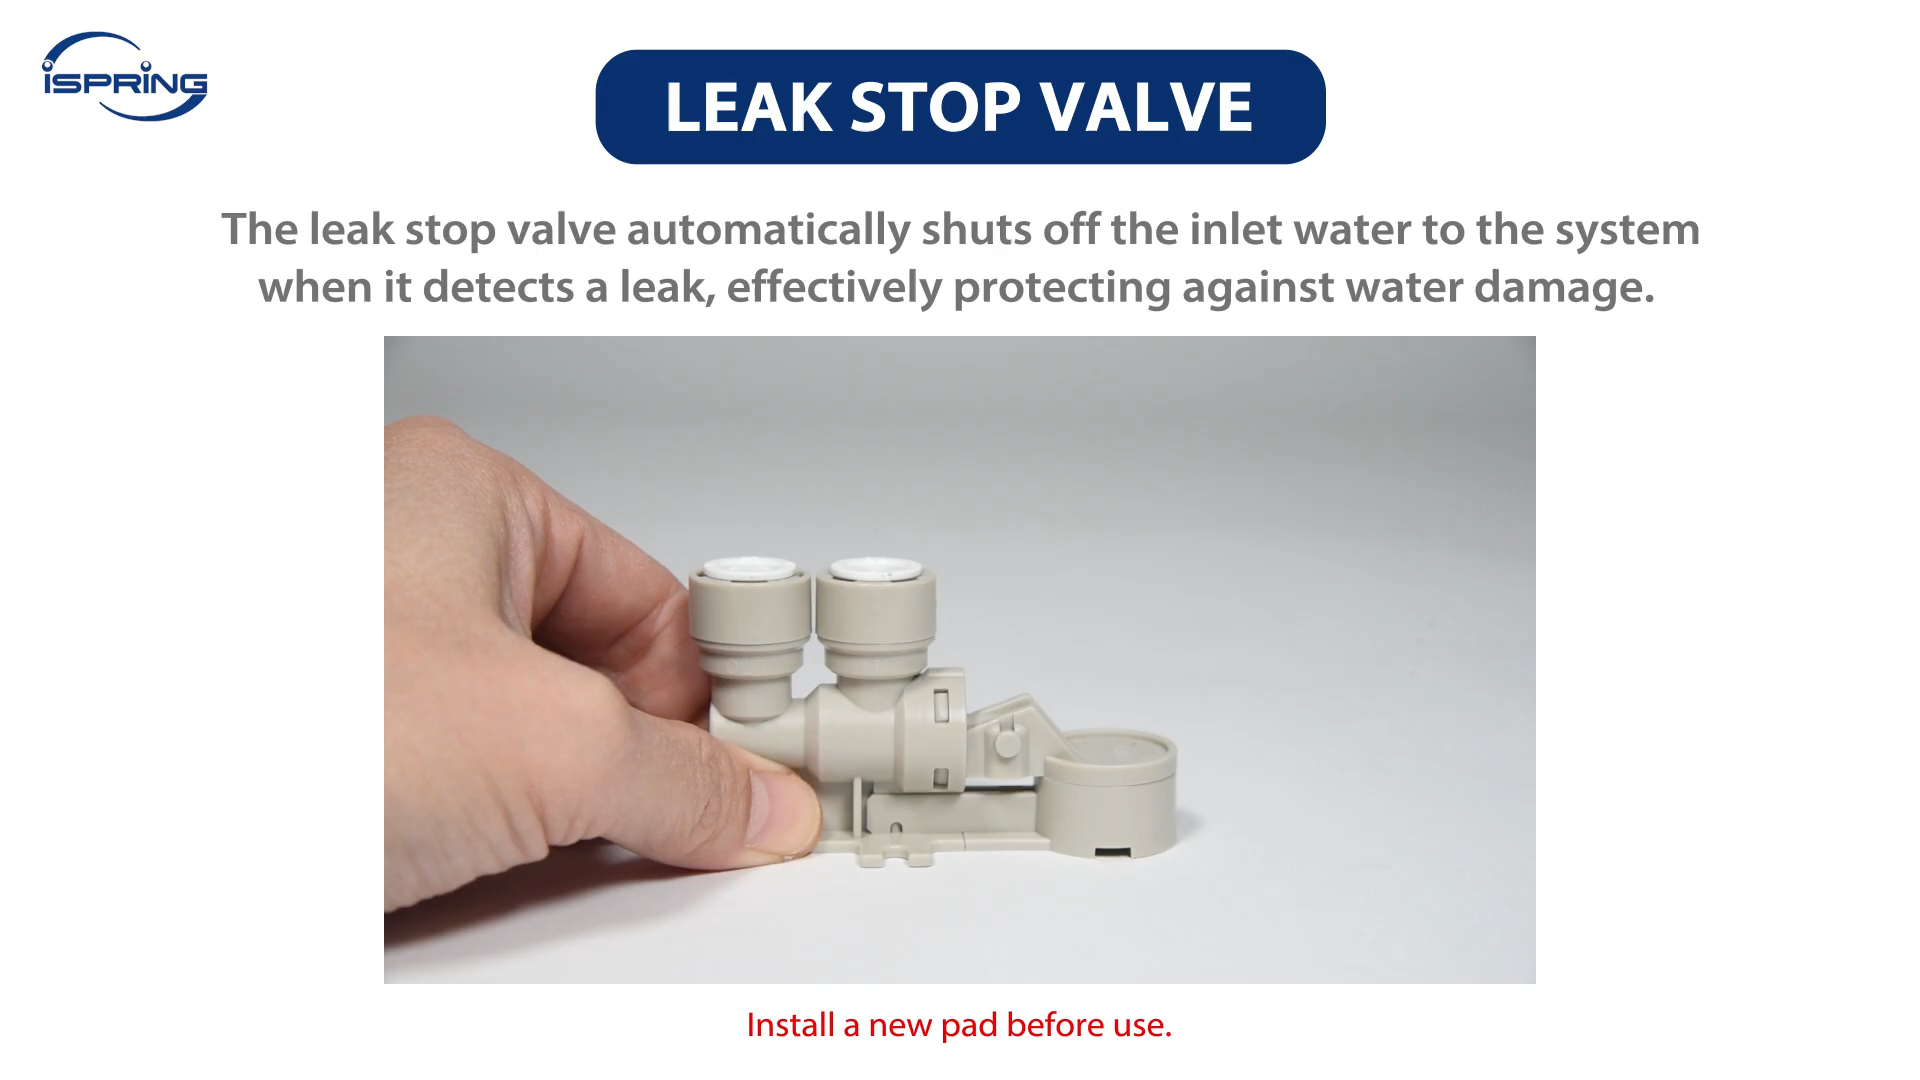 iSPRiNG
LEAK STOP VALVE
The leak stop valve automatically shuts off the inlet water to the system
when it detects a leak, effectively protecting against water damage.
Install a new pad before use.